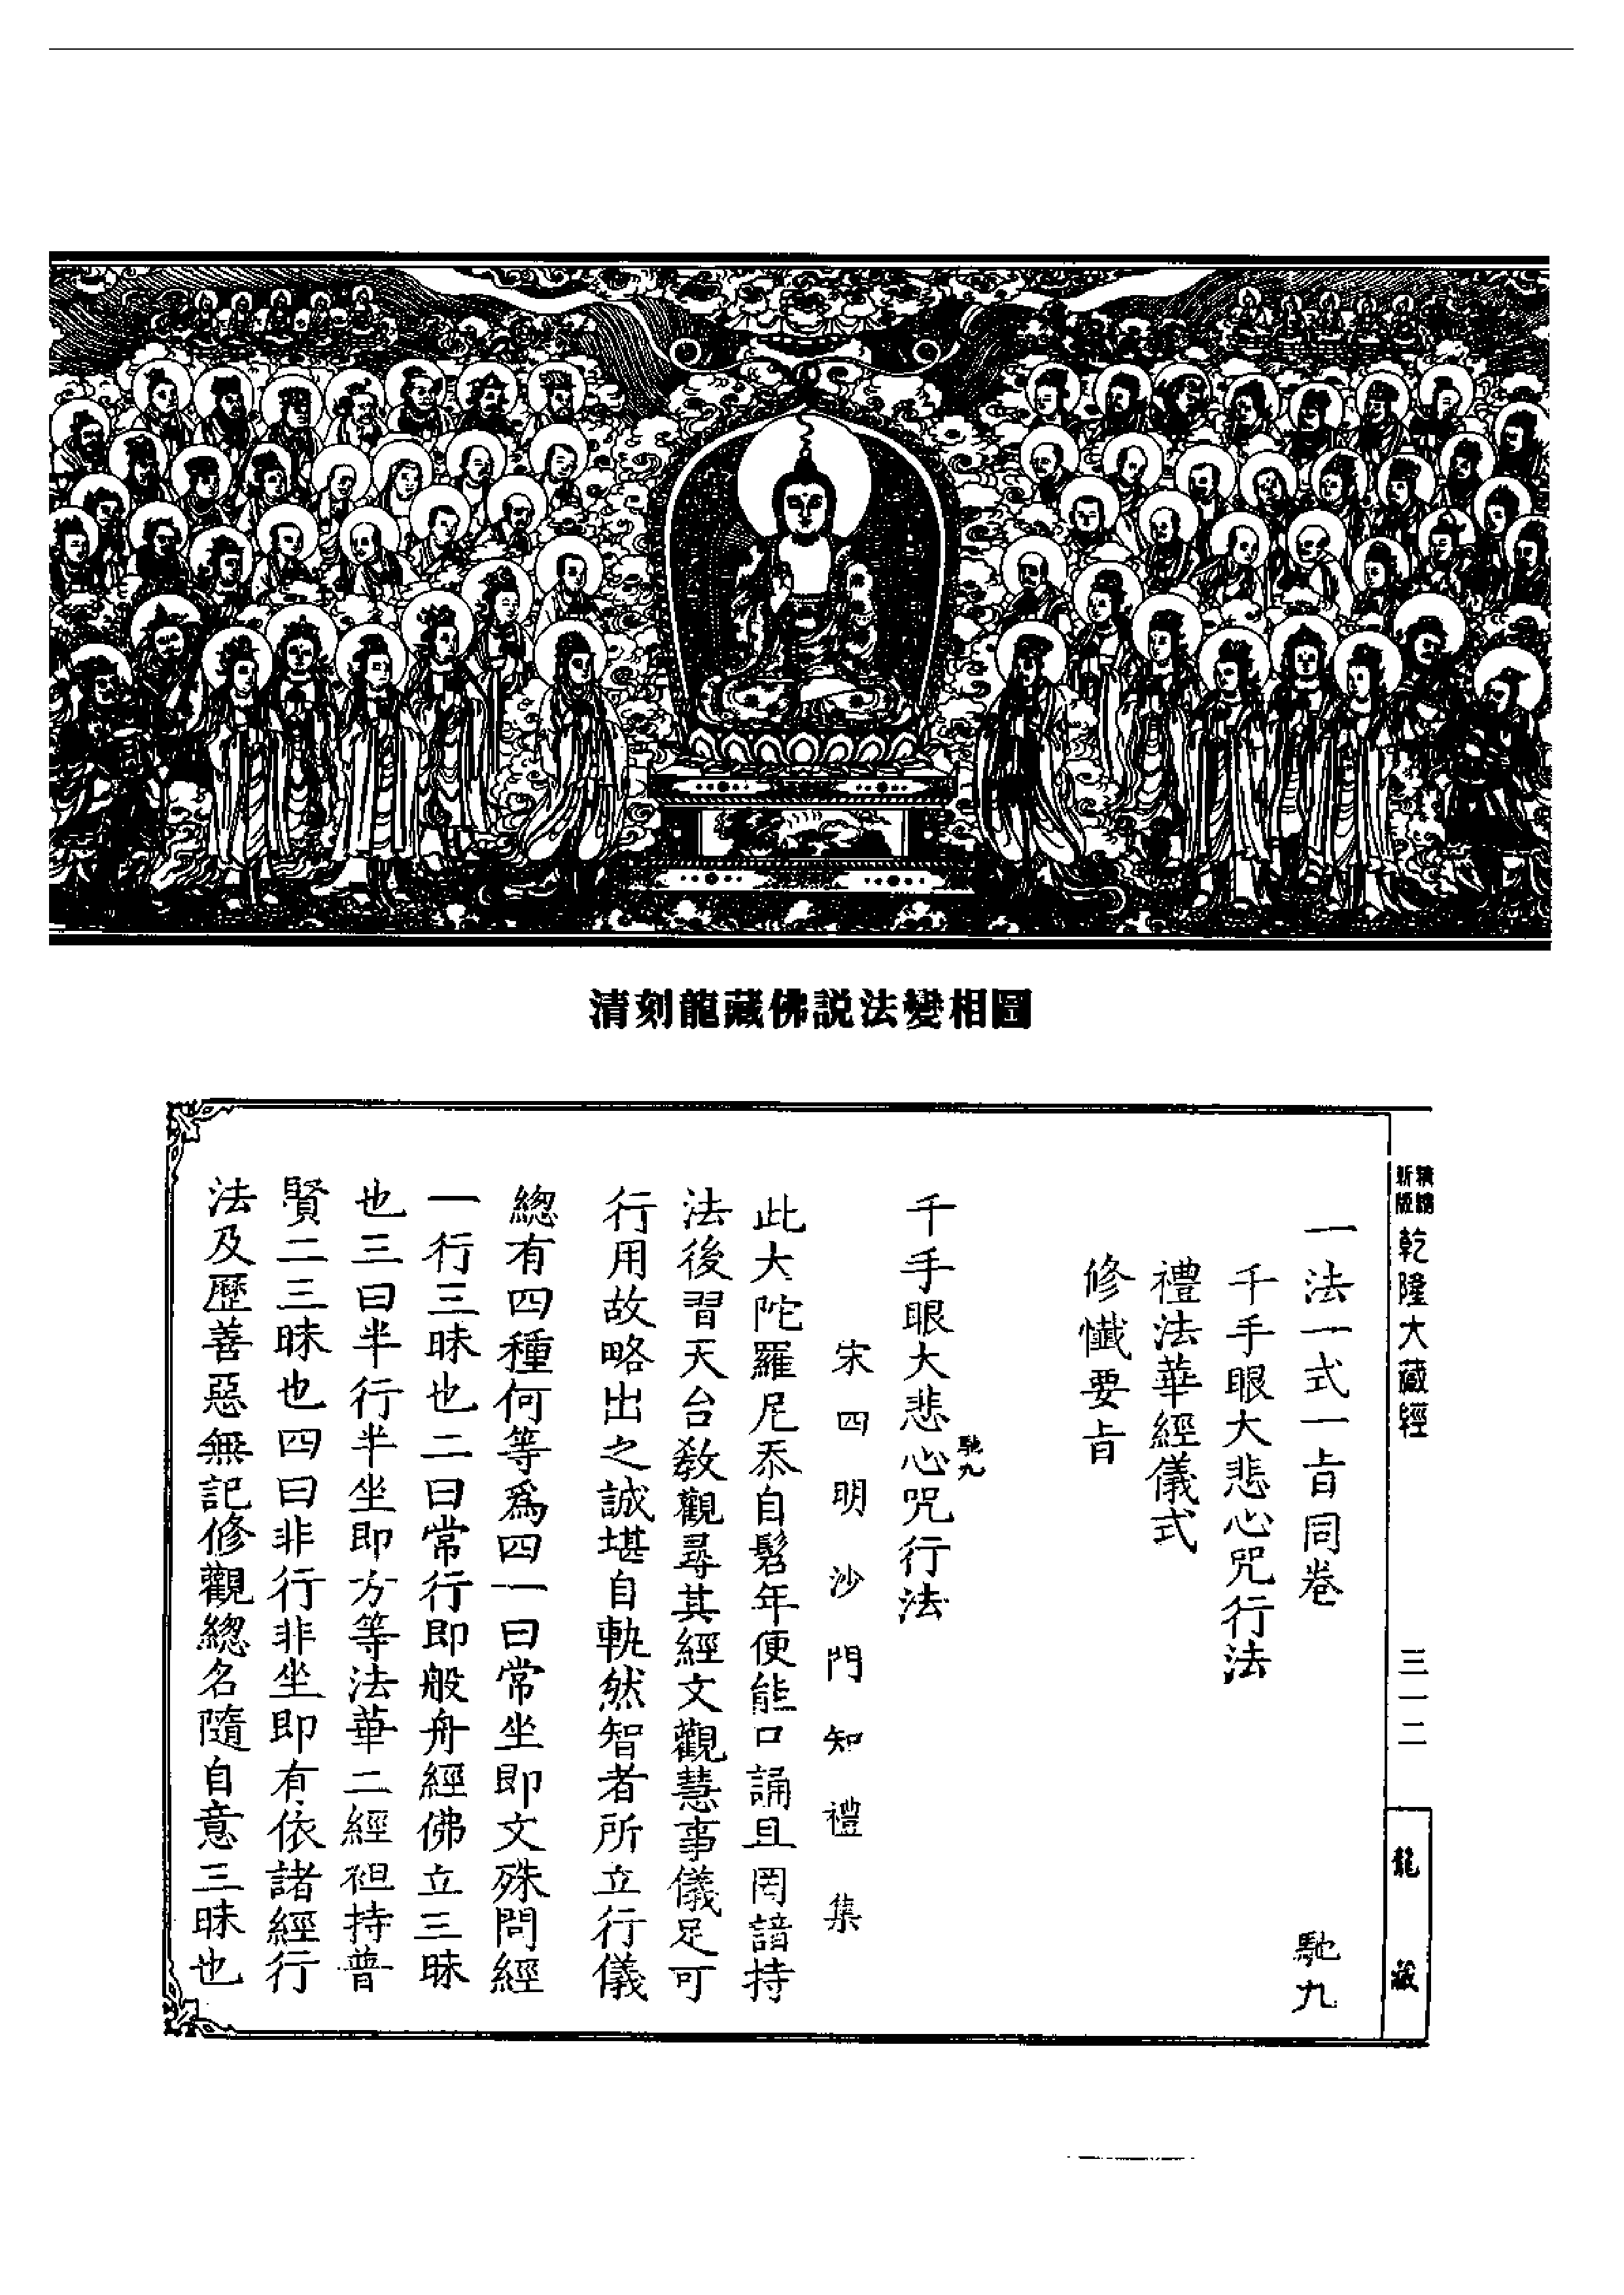 清刻龍藏佛説法變相圖
新版
精縮
乾隆大藏經
三一二
龍藏
一法一式一㫖同卷
馳九
千手眼大悲心咒行法
禮法華經儀式
修懺要㫖
千手眼大悲心咒行法
馳九
宋四明沙門知禮集
此大陀羅尼忝自髫年便能口誦且罔諳持
法後習天台教觀尋其經文觀慧事儀足可
行用故略出之誠堪自軌然智者所立行儀
總有四種何等爲四一曰常坐即文殊問經
一行三昧也二曰常行即般舟經佛立三昧
也三曰半行半坐即方等法華二經袒持普
賢二三昧也四曰非行非坐即有依諸經行
法及歷善惡無記修觀總名隨自意三昧也